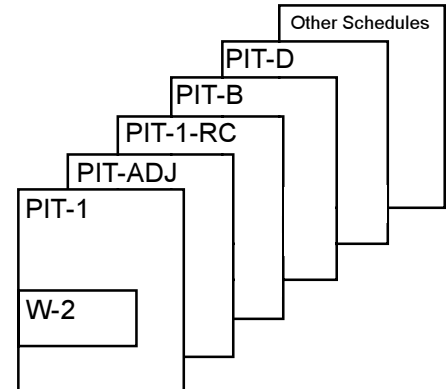 Other Schedules
PIT-D
PIT-B
PIT-1-RC
PIT-ADJ
PIT-1
W-2